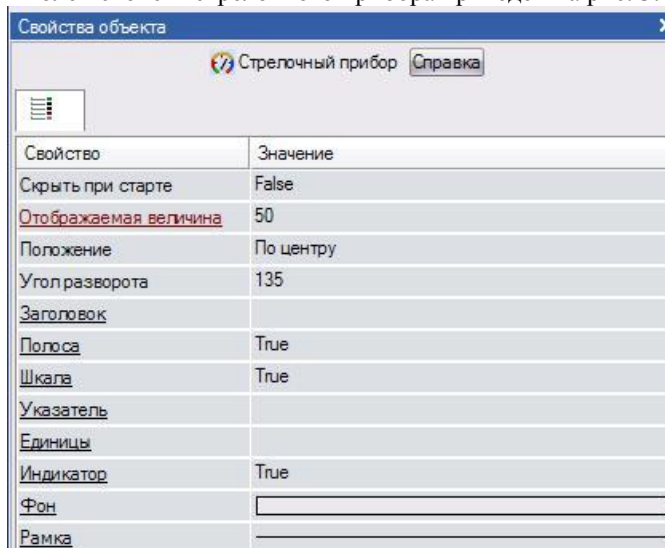 Свойства объекта
Стрелочный прибор Справка
Свойство Значение
Скрыть при старте False
Отображаемая величина 50
Положение По центру
Угол разворота 135
Заголовок
Полоса True
Шкала True
Указатель
Единицы
Индикатор True
Фон
Рамка